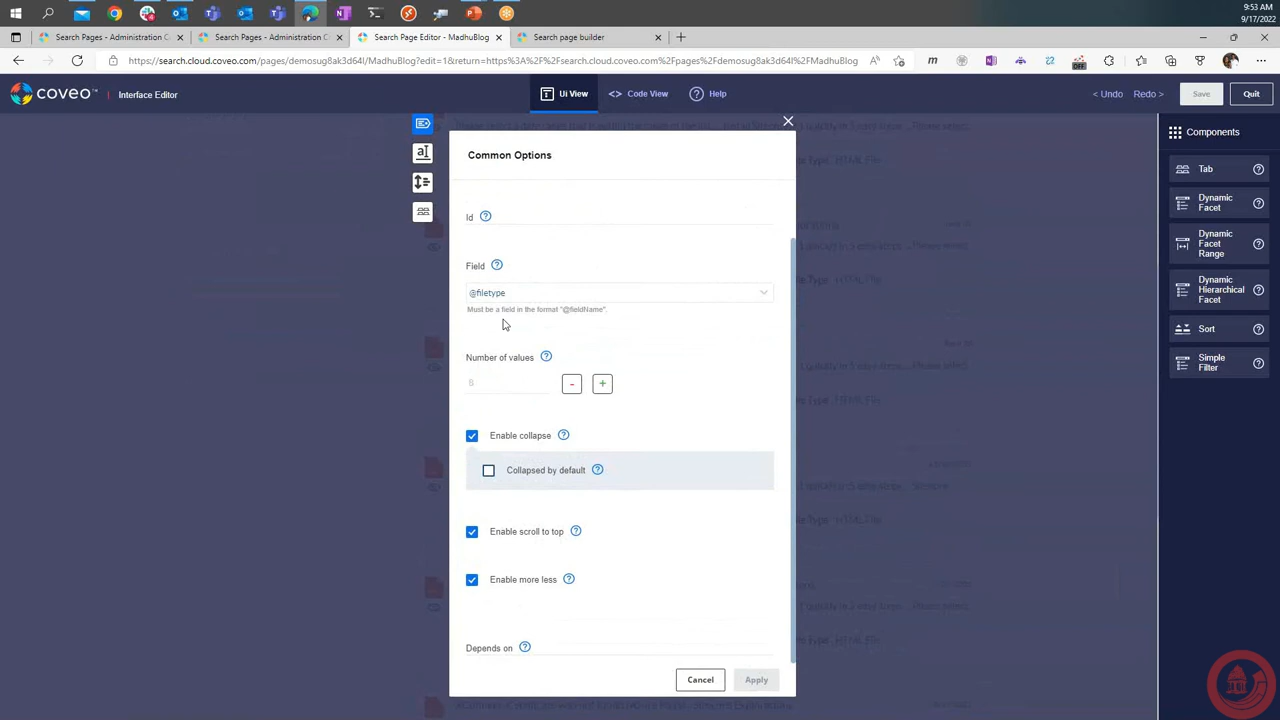 9:53 AM
9/17/2022
Search Pages - Administration C
Search Pages - Administration C
Search Page Editor - MadhuBlog
Search page builder
https://search.cloud.coveo.com/pages/demosug8ak3d64l/MadhuBlog?edit=1&return=https%3A%2F%2Fsearch.cloud.coveo.com%2Fpages%2Fdemosug8ak3d64l%2FMadhuBlog
coveo™
Interface Editor
Ui View
<> Code View
Help
< Undo
Redo >
Save
Quit
Common Options
Components
Id
Field
@filetype
Must be a field in the format "@fieldName".
Number of values
8
- +
Enable collapse
Collapsed by default
Enable scroll to top
Enable more less
Depends on
Cancel
Apply
Tab
Dynamic
Facet
Dynamic
Facet
Range
Dynamic
Hierarchical
Facet
Sort
Simple
Filter